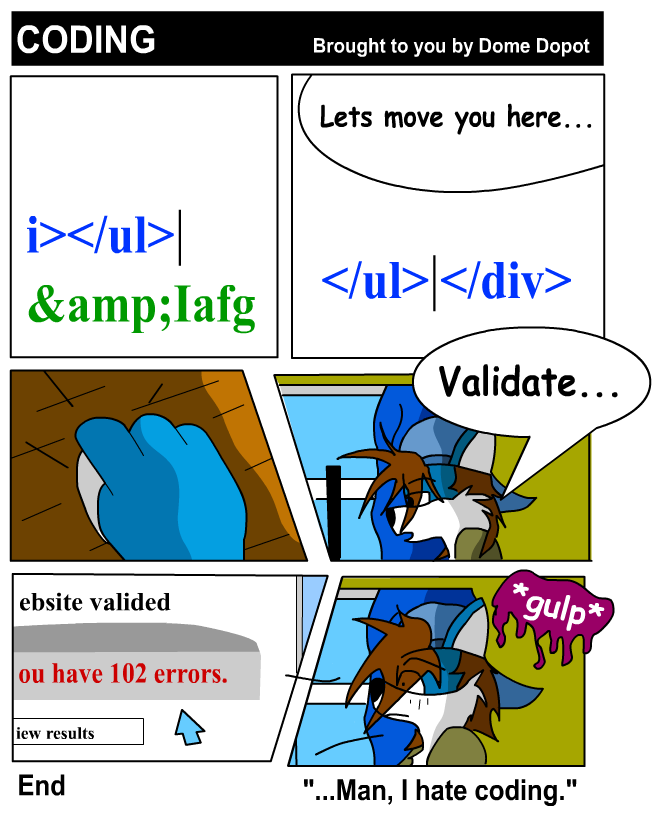 CODING
Brought to you by Dome Dopot
i></ul>|
&amp;Iafg
Lets move you here...
</ul>|</div>
Validate...
ebsite valided
ou have 102 errors.
iew results
*gulp*
End
"...Man, I hate coding."